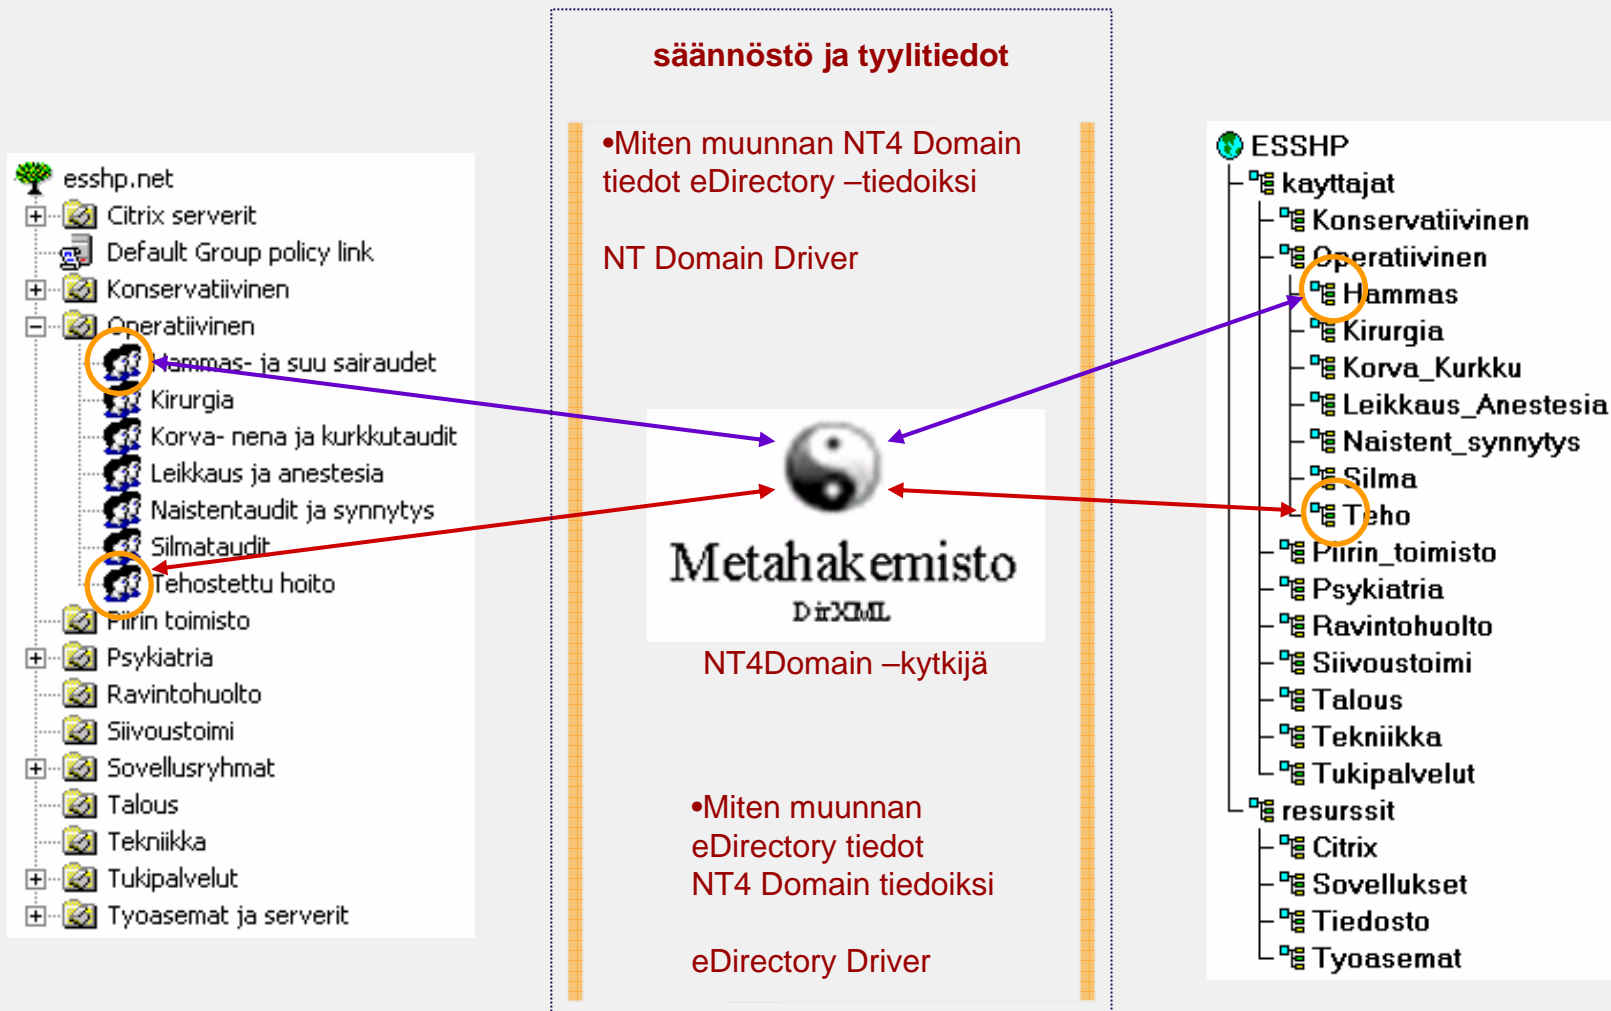 säännöstö ja tyylitiedot
esshp.net
Citrix serverit
Default Group policy link
Konservatiivinen
Operatiivinen
Hammas- ja suu sairaudet
Kirurgia
Korva- nena ja kurkkutaudit
Leikkaus ja anestesia
Naistentaudit ja synnytys
Silmataudit
Tehostettu hoito
Piirin toimisto
Psykiatria
Ravintohuolto
Siivoustoimi
Sovellusryhmat
Talous
Tekniikka
Tukipalvelut
Tyoasemat ja serverit
•Miten muunnan NT4 Domain
tiedot eDirectory –tiedoiksi
NT Domain Driver
Metahakemisto
DirXML
NT4Domain –kytkijä
•Miten muunnan
eDirectory tiedot
NT4 Domain tiedoiksi
eDirectory Driver
ESSHP
kayttajat
Konservatiivinen
Operatiivinen
Hammas
Kirurgia
Korva_Kurkku
Leikkaus_Anestesia
Naistent_synnytys
Silma
Teho
Piirin_toimisto
Psykiatria
Ravintohuolto
Siivoustoimi
Talous
Tekniikka
Tukipalvelut
resurssit
Citrix
Sovellukset
Tiedosto
Tyoasemat